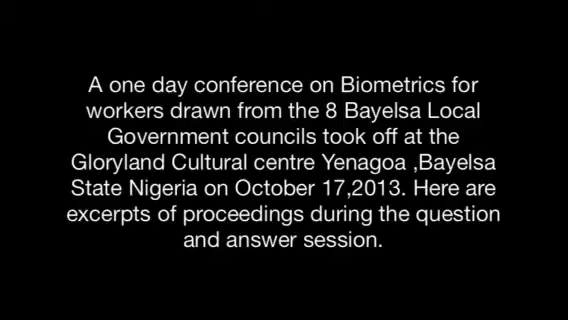 A one day conference on Biometrics for
workers drawn from the 8 Bayelsa Local
Government councils took off at the
Gloryland Cultural centre Yenagoa ,Bayelsa
State Nigeria on October 17,2013. Here are
excerpts of proceedings during the question
and answer session.